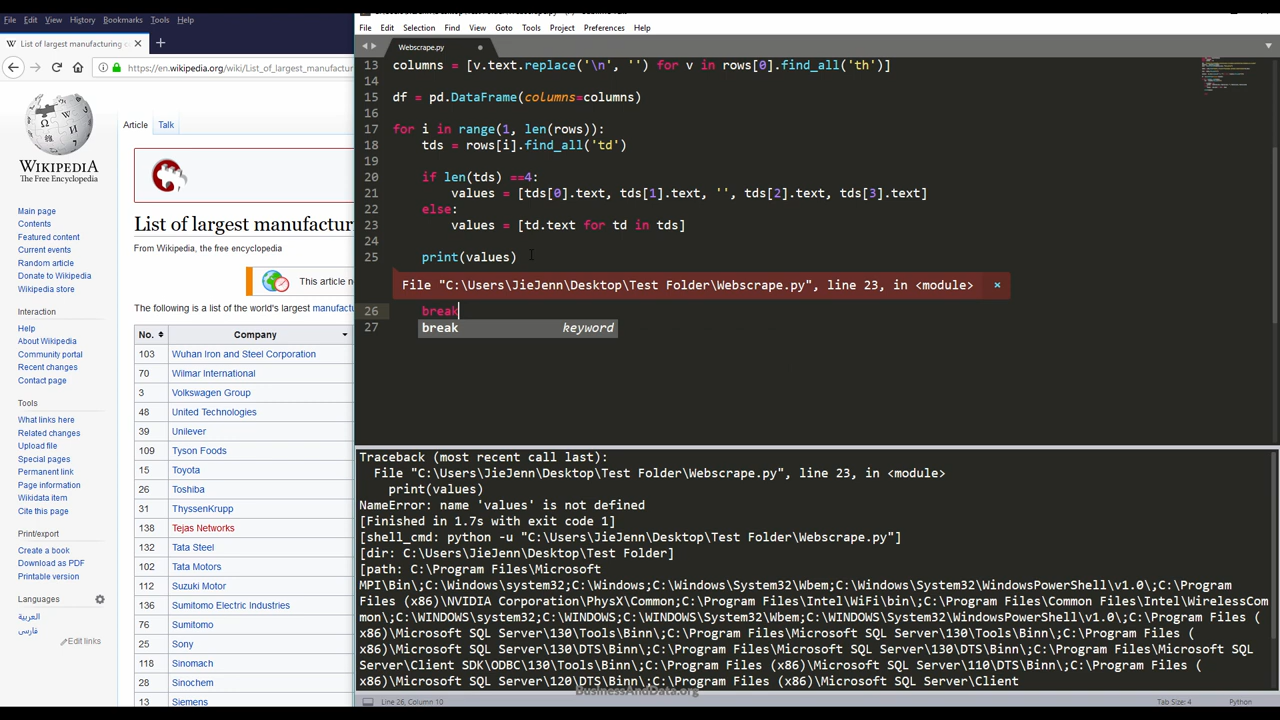 File Edit View History Bookmarks Tools Help
W List of largest manufacturing c ×
https://en.wikipedia.org/wiki/List_of_largest_manufactur
WIKIPEDIA
The Free Encyclopedia
Main page
Contents
Featured content
Current events
Random article
Donate to Wikipedia
Wikipedia store
Interaction
Help
About Wikipedia
Community portal
Recent changes
Contact page
Tools
What links here
Related changes
Upload file
Special pages
Permanent link
Page information
Wikidata item
Cite this page
Print/export
Create a book
Download as PDF
Printable version
Languages
العربية
فارسی
Edit links
Article Talk
List of largest manufactur
From Wikipedia, the free encyclopedia
This article n
The following is a list of the world's largest manufactu
No. Company
103 Wuhan Iron and Steel Corporation
70 Wilmar International
3 Volkswagen Group
48 United Technologies
39 Unilever
109 Tyson Foods
15 Toyota
26 Toshiba
31 ThyssenKrupp
138 Tejas Networks
132 Tata Steel
106 Tata Motors
112 Suzuki Motor
136 Sumitomo Electric Industries
76 Sumitomo
25 Sony
118 Sinomach
28 Sinochem
13 Siemens
File Edit Selection Find View Goto Tools Project Preferences Help
Webscrape.py
13 columns = [v.text.replace('\n', '') for v in rows[0].find_all('th')]
14
15 df = pd.DataFrame(columns=columns)
16
17 for i in range(1, len(rows)):
18 tds = rows[i].find_all('td')
19
20 if len(tds) ==4:
21 values = [tds[0].text, tds[1].text, '', tds[2].text, tds[3].text]
22 else:
23 values = [td.text for td in tds]
24
25 print(values)
File "C:\Users\JieJenn\Desktop\Test Folder\Webscrape.py", line 23, in <module> ×
26 break
27 break keyword
Traceback (most recent call last):
File "C:\Users\JieJenn\Desktop\Test Folder\Webscrape.py", line 23, in <module>
print(values)
NameError: name 'values' is not defined
[Finished in 1.7s with exit code 1]
[shell_cmd: python -u "C:\Users\JieJenn\Desktop\Test Folder\Webscrape.py"]
[dir: C:\Users\JieJenn\Desktop\Test Folder]
[path: C:\Program Files\Microsoft
MPI\Bin\;C:\Windows\system32;C:\Windows;C:\Windows\System32\Wbem;C:\Windows\System32\WindowsPowerShell\v1.0\;C:\Program
Files (x86)\NVIDIA Corporation\PhysX\Common;C:\Program Files\Intel\WiFi\bin\;C:\Program Files\Common Files\Intel\WirelessCom
mon\;C:\WINDOWS\system32;C:\WINDOWS;C:\WINDOWS\System32\Wbem;C:\WINDOWS\System32\WindowsPowerShell\v1.0\;C:\Program Files (
x86)\Microsoft SQL Server\130\Tools\Binn\;C:\Program Files\Microsoft SQL Server\130\Tools\Binn\;C:\Program Files (
x86)\Microsoft SQL Server\130\DTS\Binn\;C:\Program Files\Microsoft SQL Server\130\DTS\Binn\;C:\Program Files\Microsoft SQL
Server\Client SDK\ODBC\130\Tools\Binn\;C:\Program Files (x86)\Microsoft SQL Server\110\DTS\Binn\;C:\Program Files (
x86)\Microsoft SQL Server\120\DTS\Binn\;C:\Program Files (x86)\Microsoft SQL Server\Client
BusinessAndData.org
Line 26, Column 10 Tab Size: 4 Python